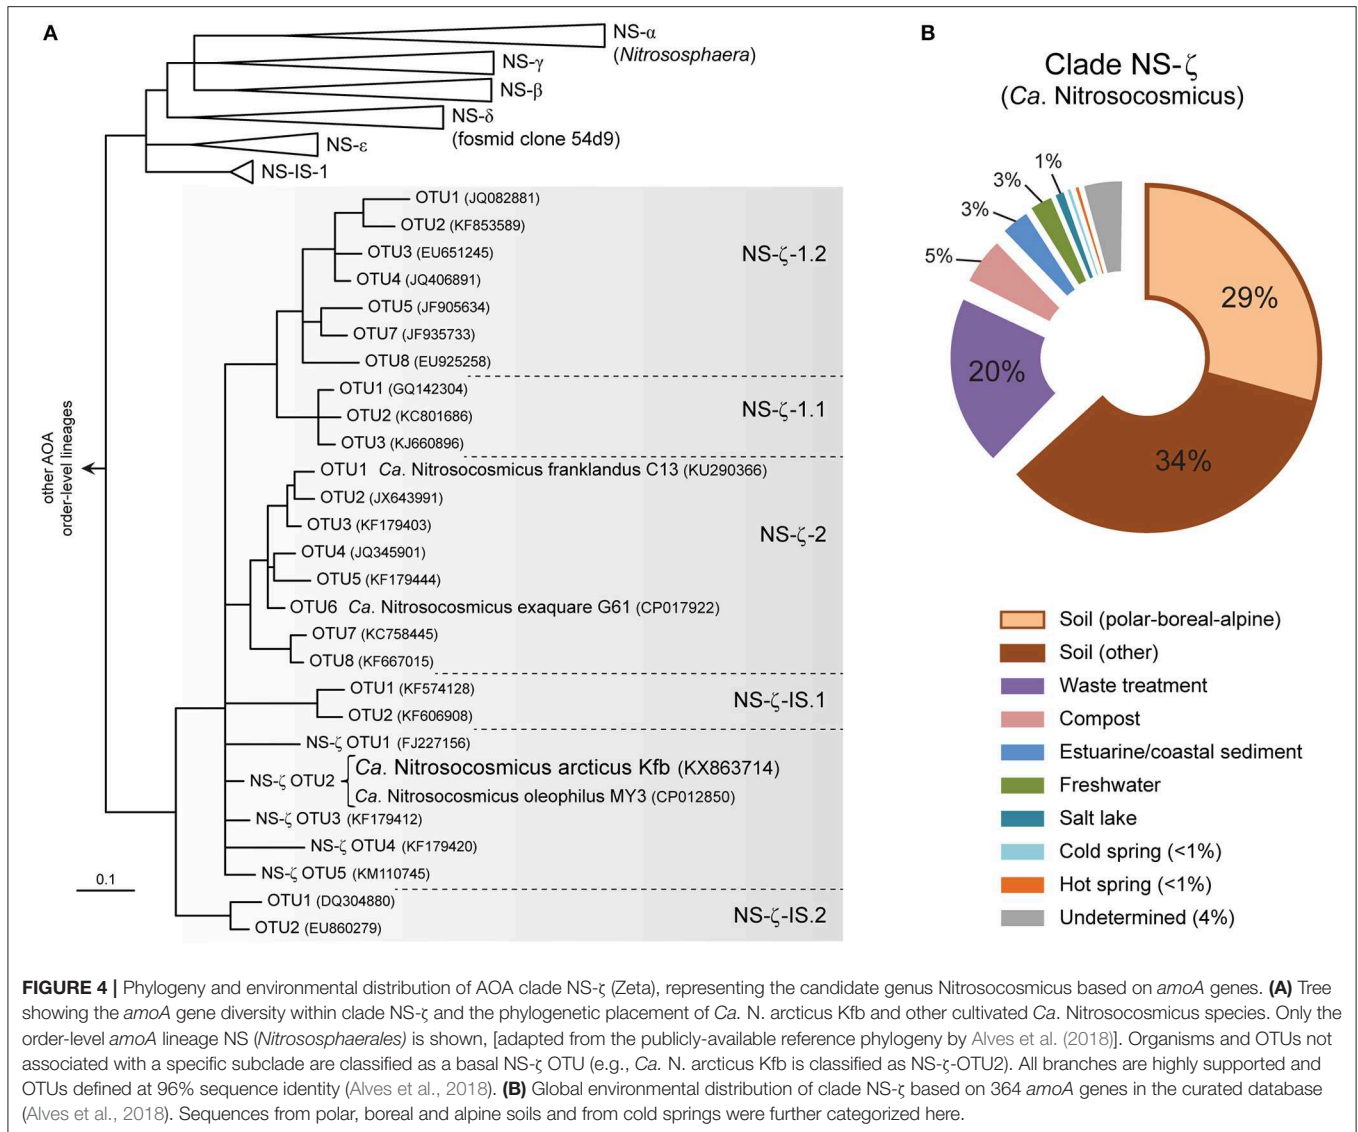 A
NS-α
(Nitrososphaera)
NS-γ
NS-β
NS-δ
(fosmid clone 54d9)
NS-ε
NS-IS-1
OTU1 (JQ082881)
OTU2 (KF853589)
OTU3 (EU651245)
NS-ζ-1.2
OTU4 (JQ406891)
OTU5 (JF905634)
OTU7 (JF935733)
OTU8 (EU925258)
OTU1 (GQ142304)
OTU2 (KC801686)
NS-ζ-1.1
OTU3 (KJ660896)
other AOA
order-level lineages
OTU1 Ca. Nitrosocosmicus franklandus C13 (KU290366)
OTU2 (JX643991)
OTU3 (KF179403)
NS-ζ-2
OTU4 (JQ345901)
OTU5 (KF179444)
OTU6 Ca. Nitrosocosmicus exaquare G61 (CP017922)
OTU7 (KC758445)
OTU8 (KF667015)
OTU1 (KF574128)
NS-ζ-IS.1
OTU2 (KF606908)
NS-ζ OTU1 (FJ227156)
NS-ζ OTU2
Ca. Nitrosocosmicus arcticus Kfb (KX863714)
Ca. Nitrosocosmicus oleophilus MY3 (CP012850)
NS-ζ OTU3 (KF179412)
NS-ζ OTU4 (KF179420)
NS-ζ OTU5 (KM110745)
0.1
OTU1 (DQ304880)
NS-ζ-IS.2
OTU2 (EU860279)
B
Clade NS-ζ
(Ca. Nitrosocosmicus)
1%
3%
3%
5%
29%
20%
34%
Soil (polar-boreal-alpine)
Soil (other)
Waste treatment
Compost
Estuarine/coastal sediment
Freshwater
Salt lake
Cold spring (<1%)
Hot spring (<1%)
Undetermined (4%)
FIGURE 4 | Phylogeny and environmental distribution of AOA clade NS-ζ (Zeta), representing the candidate genus Nitrosocosmicus based on amoA genes. (A) Tree
showing the amoA gene diversity within clade NS-ζ and the phylogenetic placement of Ca. N. arcticus Kfb and other cultivated Ca. Nitrosocosmicus species. Only the
order-level amoA lineage NS (Nitrososphaerales) is shown, [adapted from the publicly-available reference phylogeny by Alves et al. (2018)]. Organisms and OTUs not
associated with a specific subclade are classified as a basal NS-ζ OTU (e.g., Ca. N. arcticus Kfb is classified as NS-ζ-OTU2). All branches are highly supported and
OTUs defined at 96% sequence identity (Alves et al., 2018). (B) Global environmental distribution of clade NS-ζ based on 364 amoA genes in the curated database
(Alves et al., 2018). Sequences from polar, boreal and alpine soils and from cold springs were further categorized here.